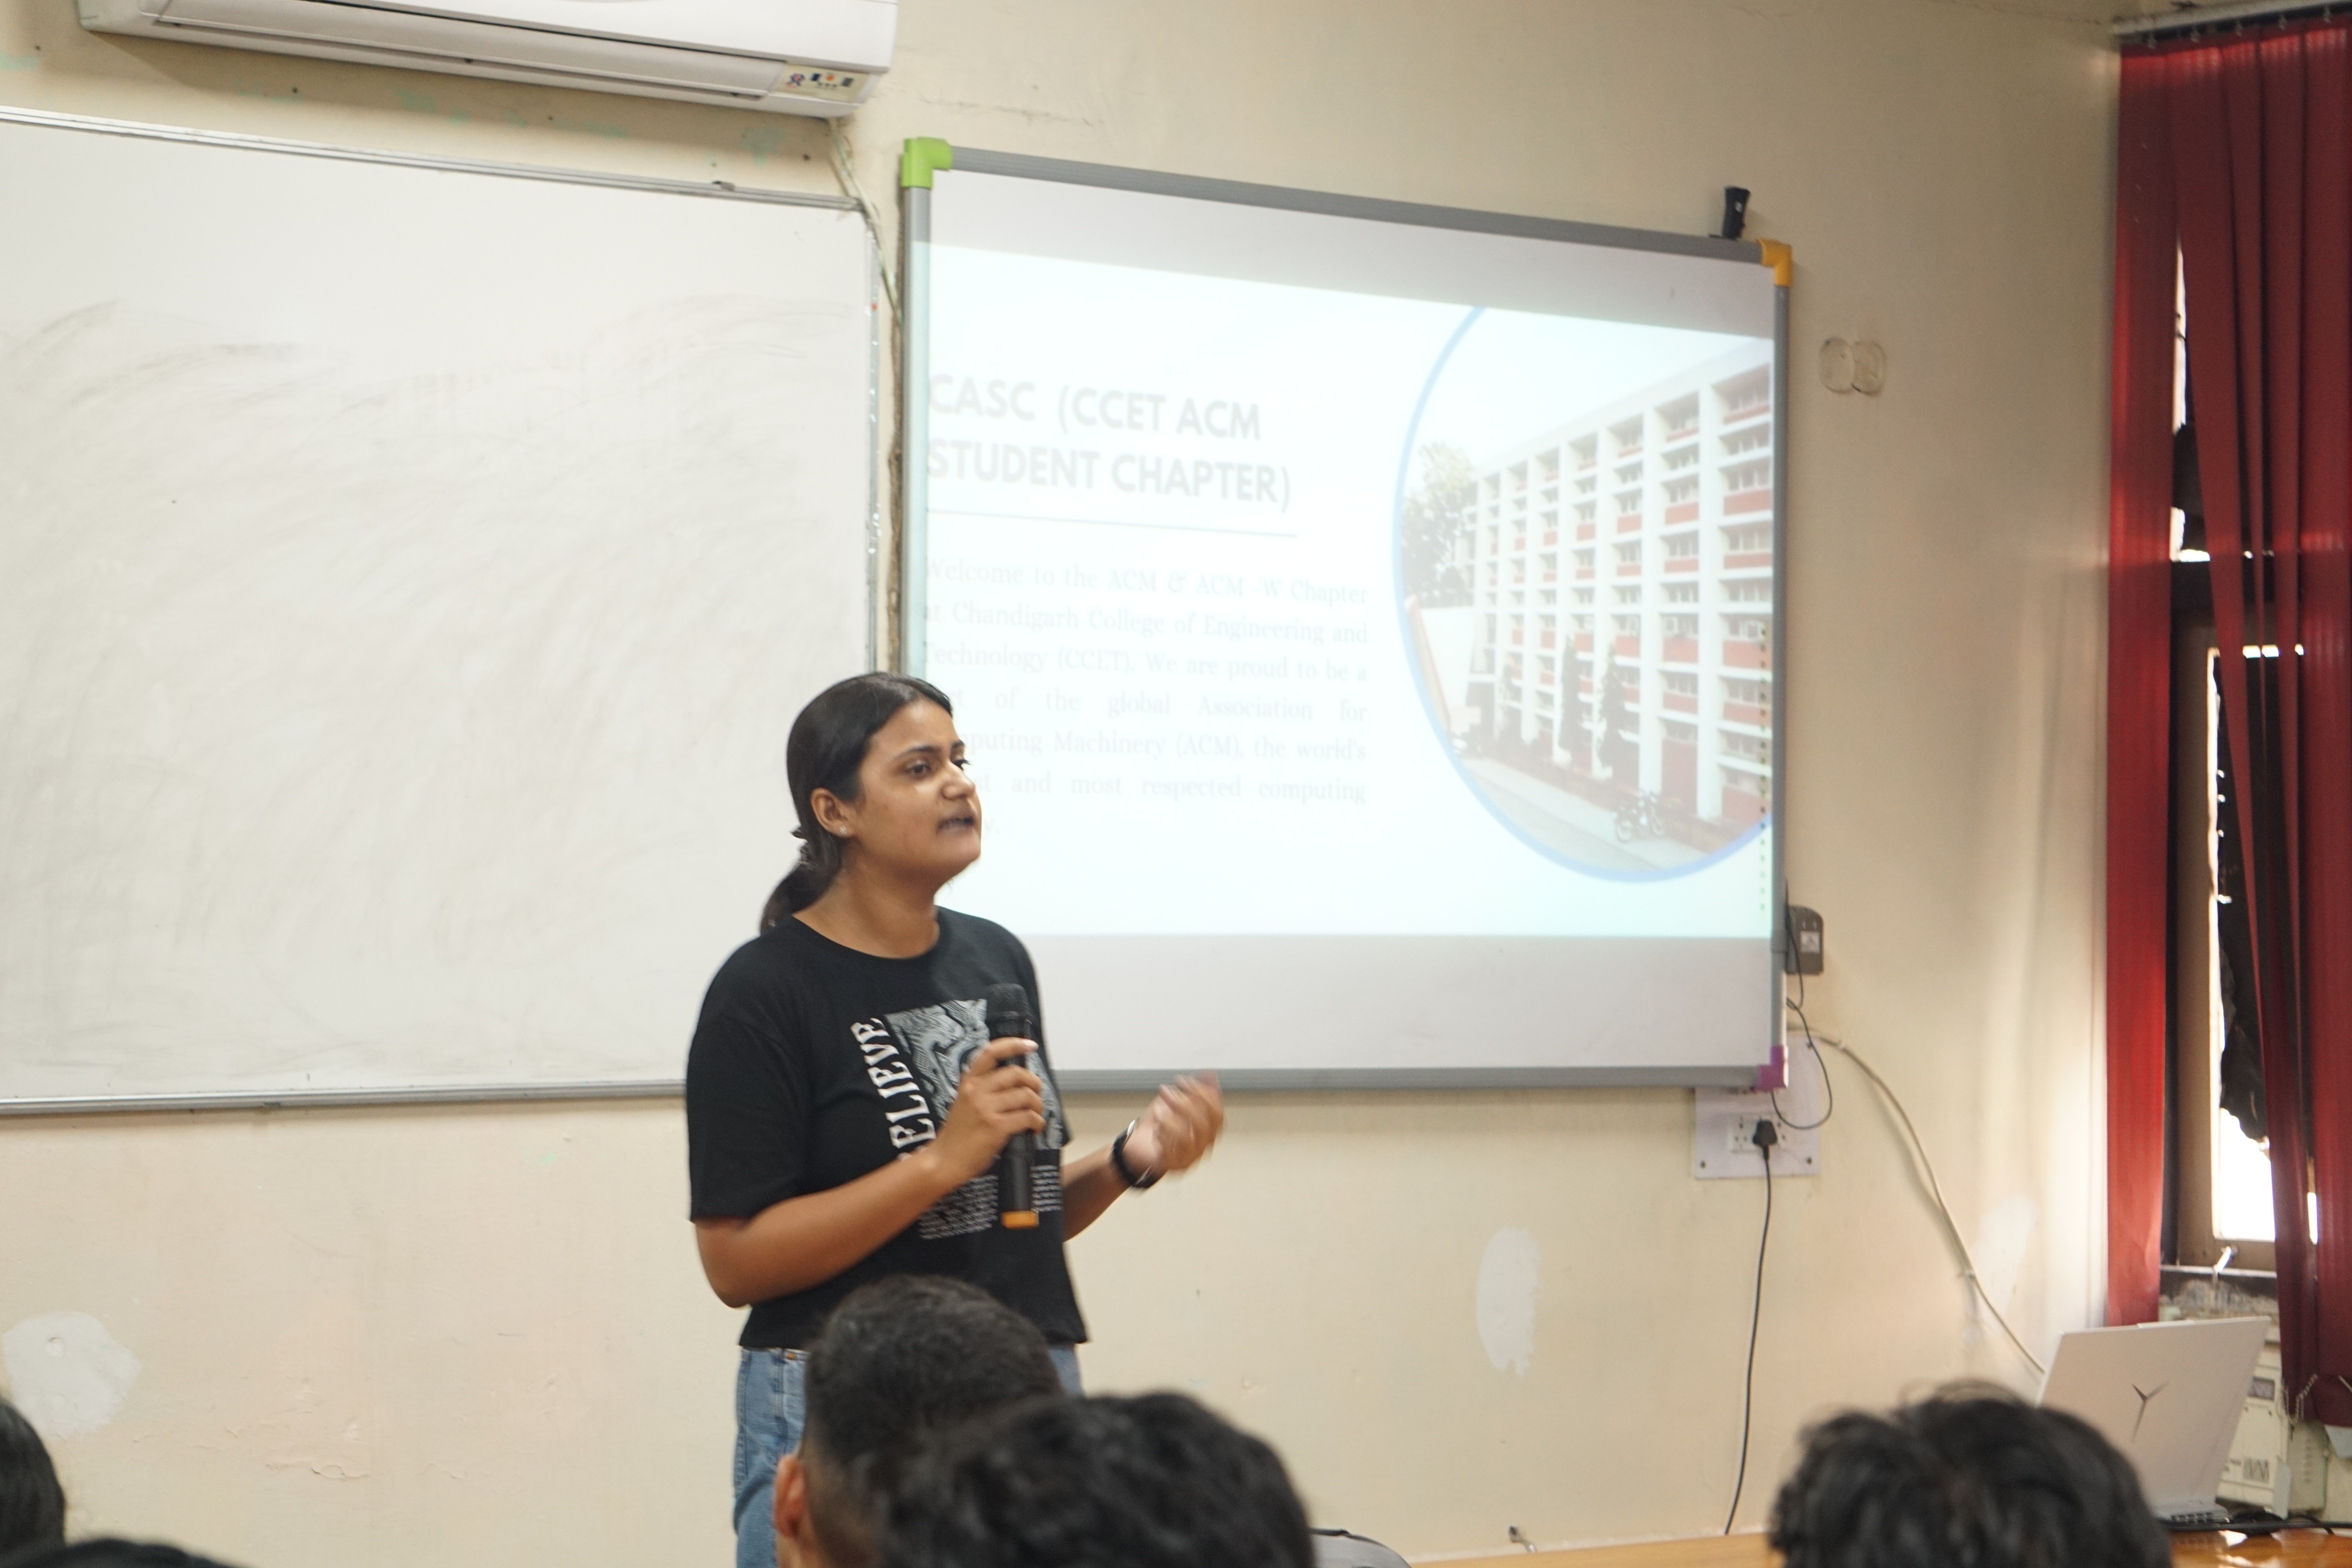 CASC (CCET ACM
STUDENT CHAPTER)
Welcome to the ACM & ACM -W Chapter
at Chandigarh College of Engineering and
Technology (CCET). We are proud to be a
of the global Association for
Machinery (ACM), the world's
and most respected computing
BELIEVE